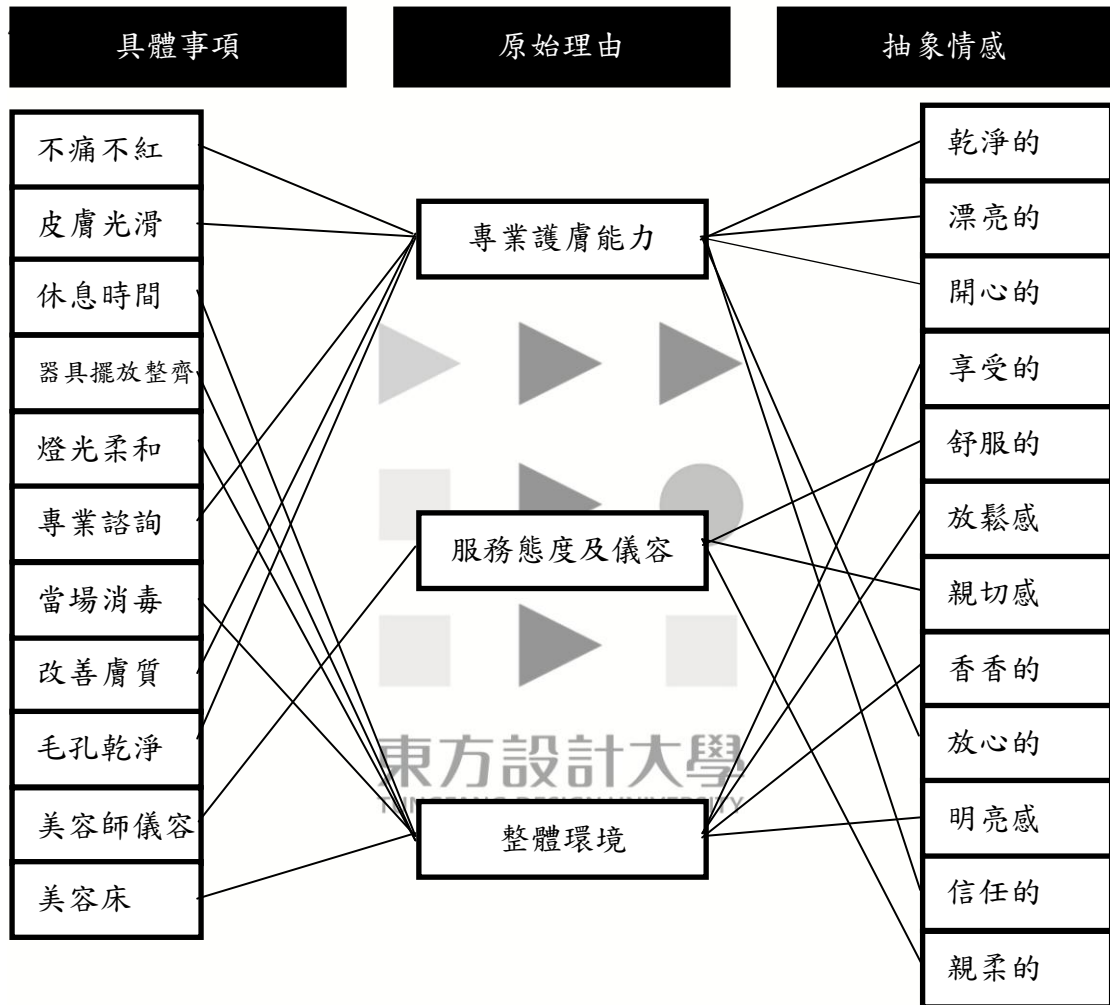 具體事項
原始理由
抽象情感
不痛不紅
皮膚光滑
休息時間
器具擺放整齊
燈光柔和
專業諮詢
當場消毒
改善膚質
毛孔乾淨
美容師儀容
美容床
專業護膚能力
服務態度及儀容
東方設計大學
整體環境
乾淨的
漂亮的
開心的
享受的
舒服的
放鬆感
親切感
香香的
放心的
明亮感
信任的
親柔的